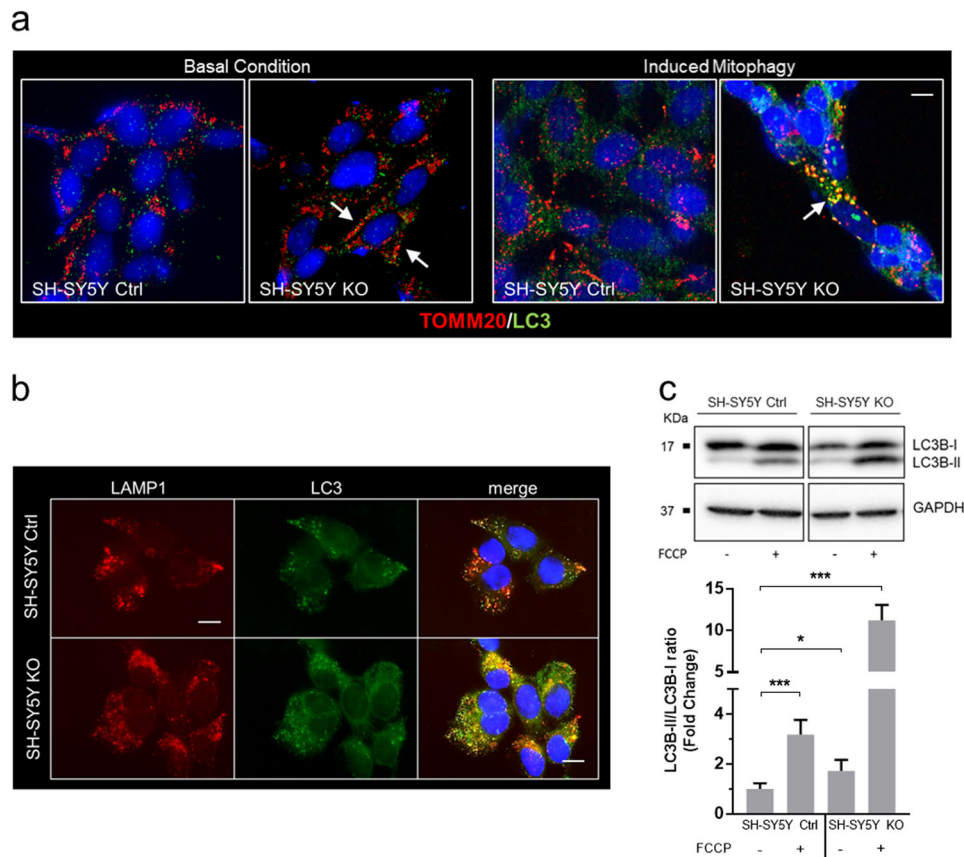 a
Basal Condition
Induced Mitophagy
SH-SY5Y Ctrl
SH-SY5Y KO
SH-SY5Y Ctrl
SH-SY5Y KO
TOMM20/LC3
b
LAMP1
LC3
merge
SH-SY5Y Ctrl
SH-SY5Y KO
c
SH-SY5Y Ctrl
SH-SY5Y KO
KDa
17
LC3B-I
LC3B-II
37
GAPDH
FCCP
-
+
-
+
LC3B-II/LC3B-I ratio
(Fold Change)
15
10
5
4
2
0
***
*
***
SH-SY5Y Ctrl
SH-SY5Y KO
FCCP
-
+
-
+